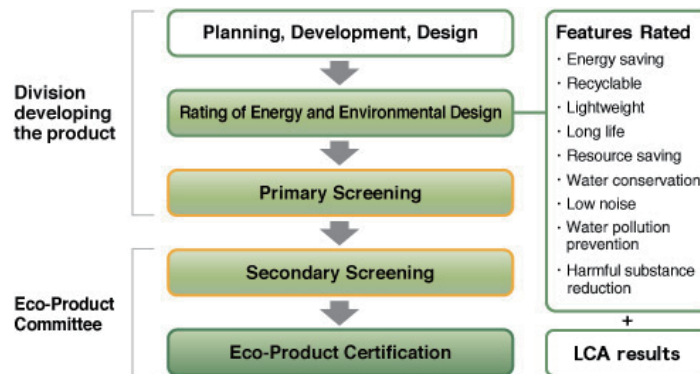 Planning, Development, Design
Division
developing
the product
Rating of Energy and Environmental Design
Primary Screening
Secondary Screening
Eco-Product
Committee
Eco-Product Certification
Features Rated
· Energy saving
· Recyclable
· Lightweight
· Long life
· Resource saving
· Water conservation
· Low noise
· Water pollution
prevention
· Harmful substance
reduction
+
LCA results